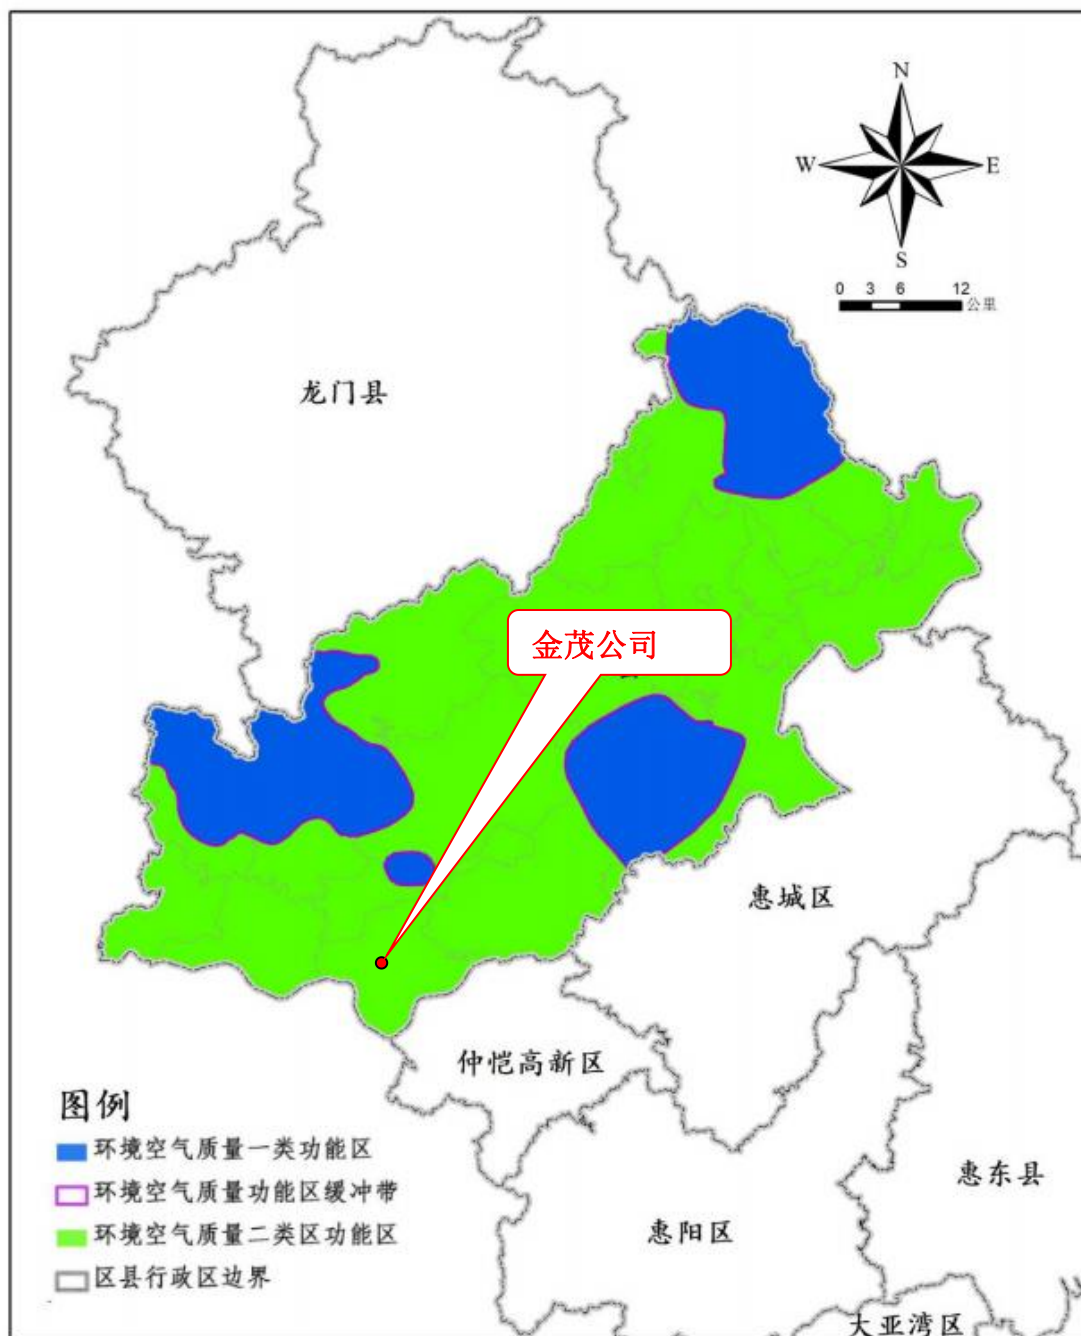 N
W
E
S
0 3 6 12
公里
龙门县
金茂公司
惠城区
仲恺高新区
惠东县
惠阳区
大亚湾区
图例
环境空气质量一类功能区
环境空气质量功能区缓冲带
环境空气质量二类区功能区
区县行政区边界